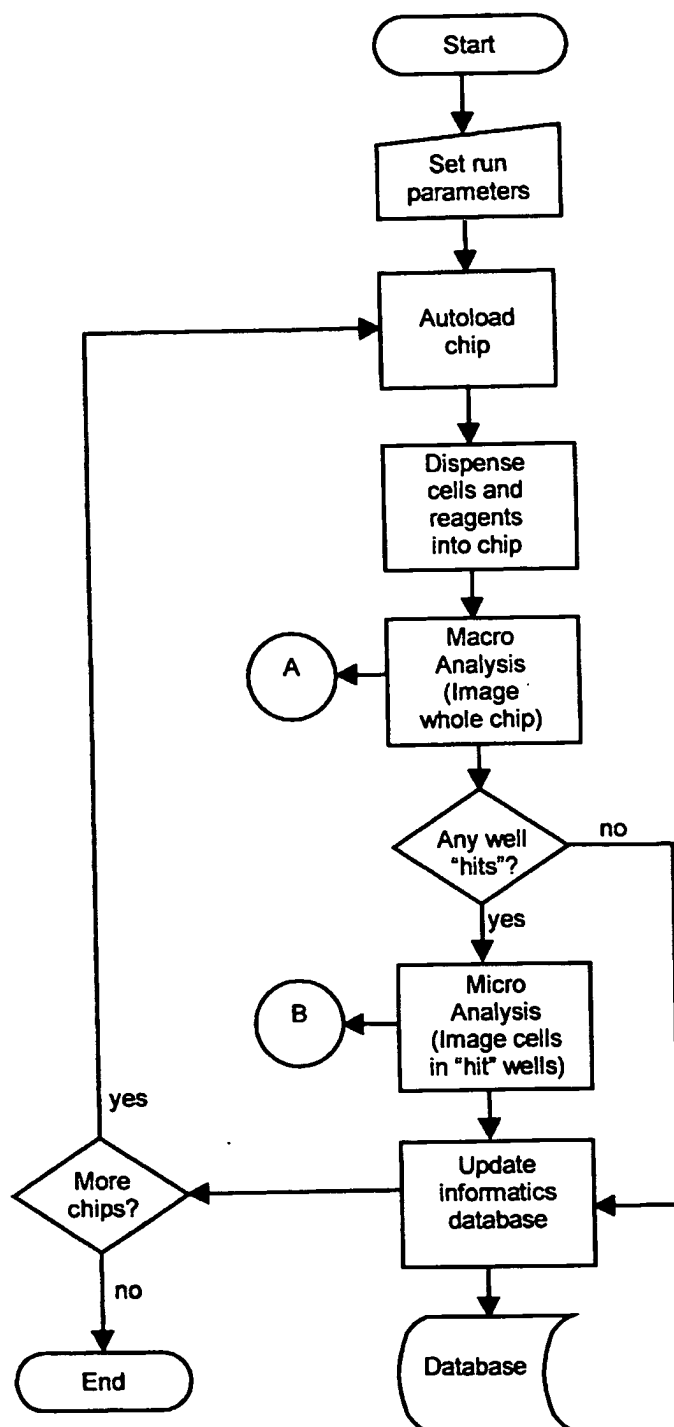 Start
Set run
parameters
Autoload
chip
Dispense
cells and
reagents
into chip
Macro
Analysis
(Image
whole chip)
A
Any well
"hits"?
no
yes
Micro
Analysis
(Image cells
in "hit" wells)
B
yes
Update
informatics
database
More
chips?
no
End
Database